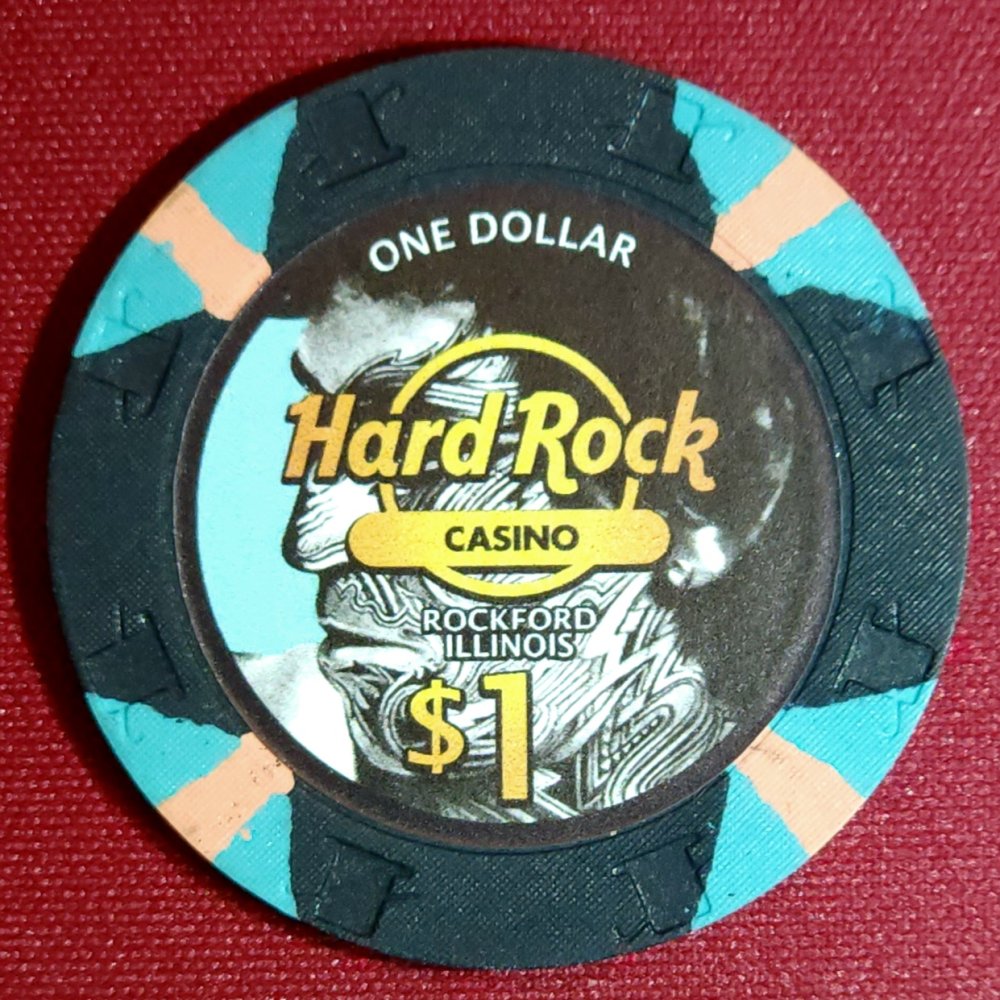 ONE DOLLAR
Hard Rock
CASINO
ROCKFORD
ILLINOIS
$1